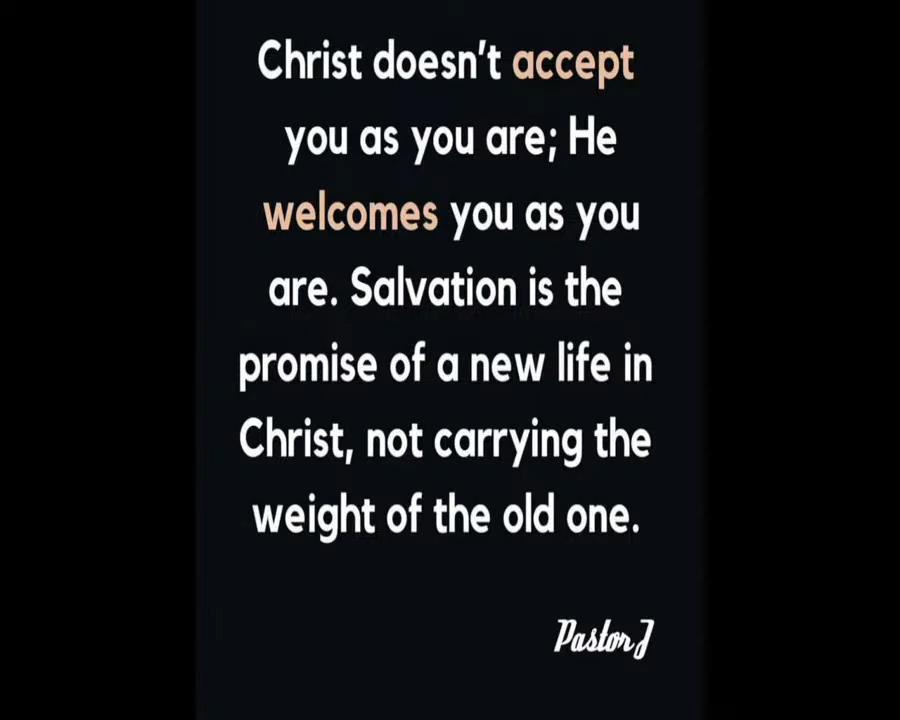 Christ doesn't accept
you as you are; He
welcomes you as you
are. Salvation is the
promise of a new life in
Christ, not carrying the
weight of the old one.
Pastor J